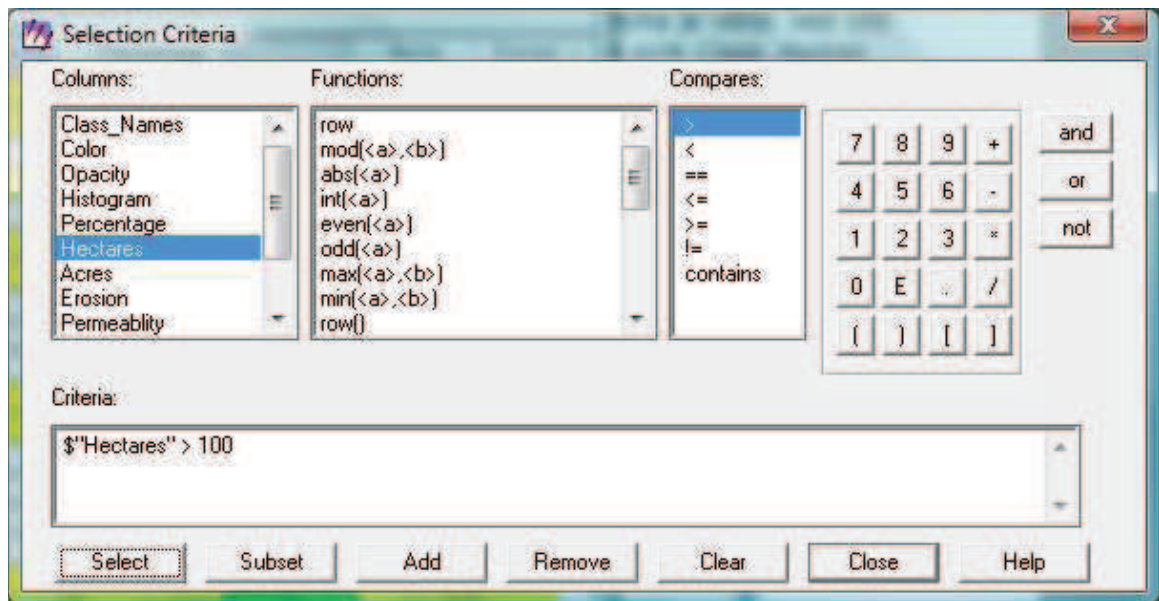 Selection Criteria
Columns:
Functions:
Compares:
Class_Names
Color
Opacity
Histogram
Percentage
Hectares
Acres
Erosion
Permeablity
row
mod(<a>,<b>)
abs(<a>)
int(<a>)
even(<a>)
odd(<a>)
max(<a>,<b>)
min(<a>,<b>)
row()
>
<
==
<=
>=
!=
contains
7 8 9 +
4 5 6 -
1 2 3 *
0 E . /
( ) [ ]
and
or
not
Criteria:
$"Hectares" > 100
Select Subset Add Remove Clear Close Help